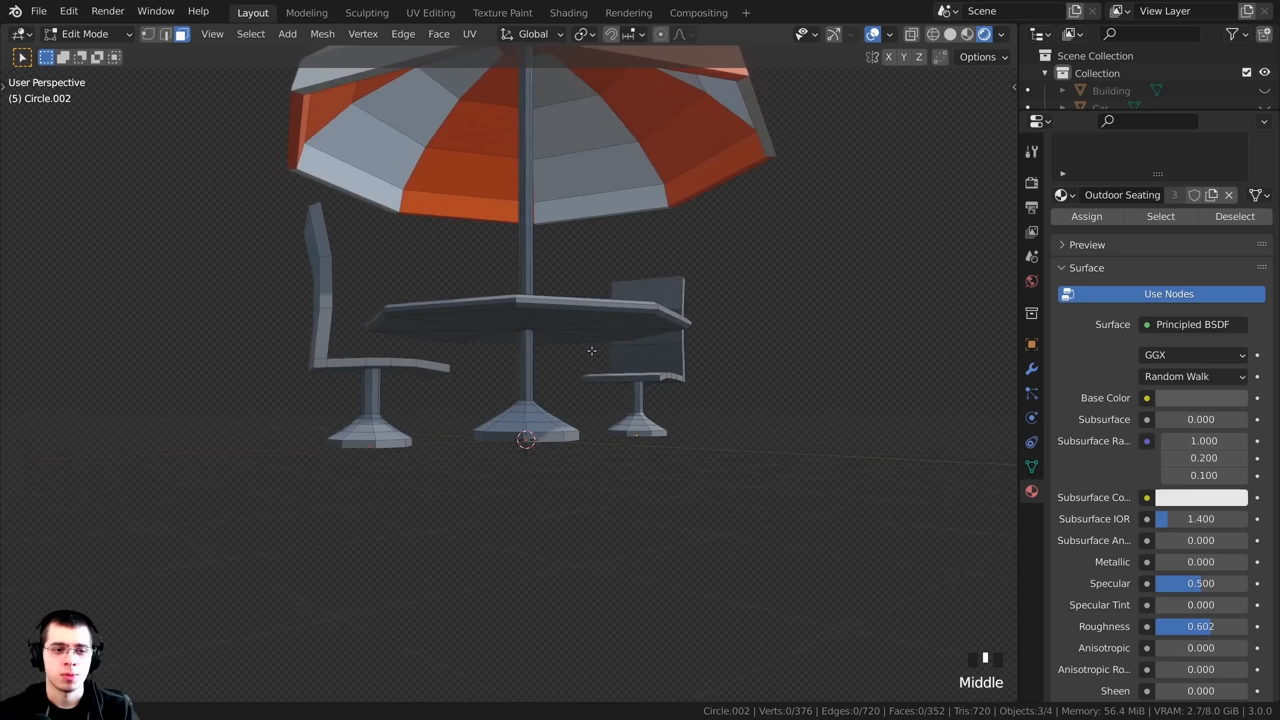 File Edit Render Window Help Layout Modeling Sculpting UV Editing Texture Paint Shading Animation Rendering Compositing + Scene View Layer
Edit Mode View Select Add Mesh Vertex Edge Face UV Global
X Y Z Options
User Perspective
(5) Circle.002
Scene Collection
Collection
Building
Outdoor Seating 3
Assign Select Deselect
Preview
Surface
Use Nodes
Surface Principled BSDF
GGX
Random Walk
Base Color
Subsurface 0.000
Subsurface Ra... 1.000
0.200
0.100
Subsurface Co...
Subsurface IOR 1.400
Subsurface An... 0.000
Metallic 0.000
Specular 0.500
Specular Tint 0.000
Roughness 0.602
Anisotropic 0.000
Anisotropic Ro... 0.000
Sheen 0.000
Middle
Circle.002 | Verts:0/376 | Edges:0/720 | Faces:0/352 | Tris:720 | Objects:3/4 | Memory: 56.4 MiB | VRAM: 2.7/8.0 GiB | 3.0.0